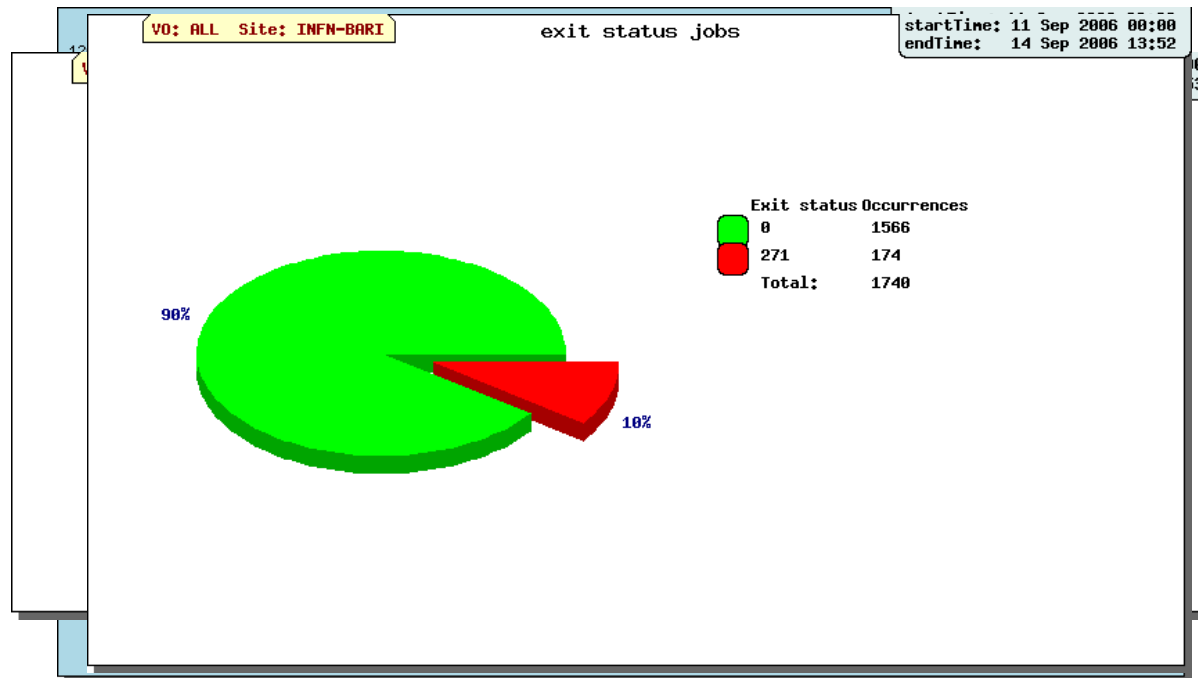 VO: ALL Site: INFN-BARI
exit status jobs
startTime: 11 Sep 2006 00:00
endTime: 14 Sep 2006 13:52
Exit status Occurrences
0 1566
271 174
Total: 1740
90%
10%